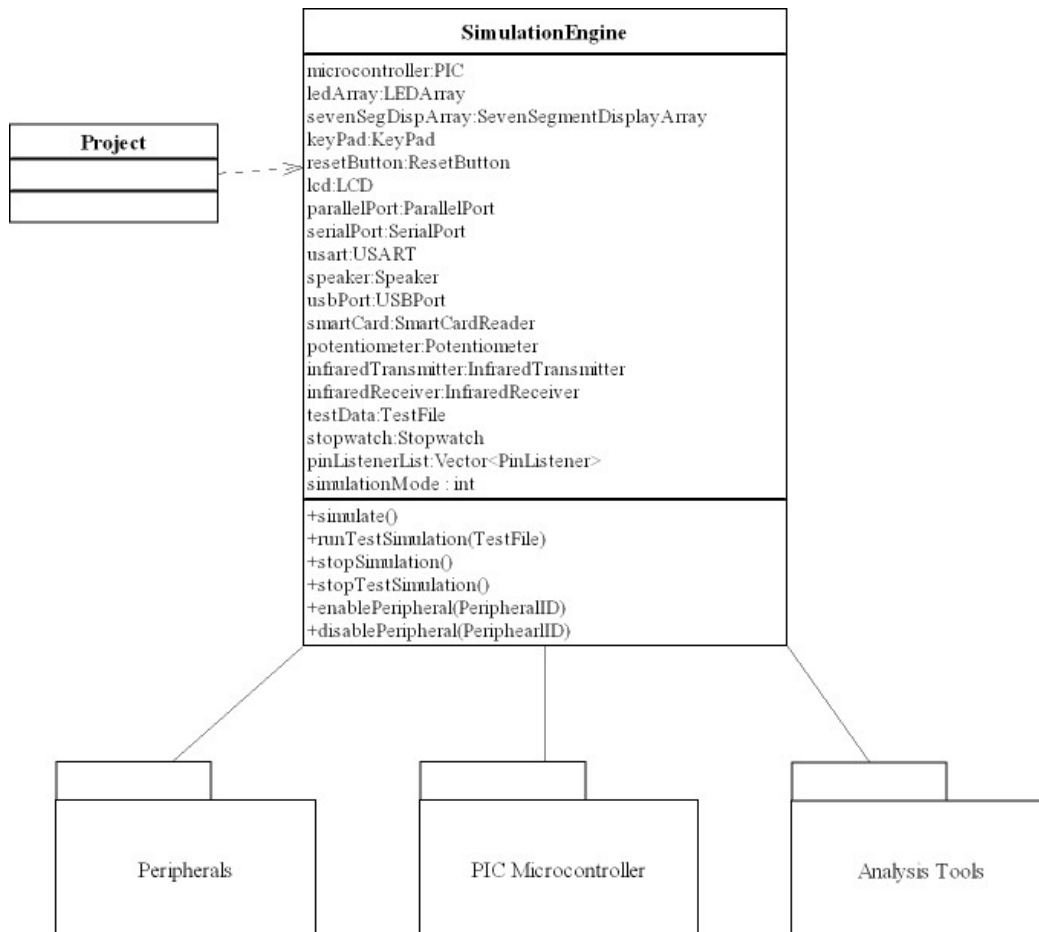 SimulationEngine
microcontroller:PIC
ledArray:LEDArray
sevenSegDispArray:SevenSegmentDisplayArray
keyPad:KeyPad
resetButton:ResetButton
lcd:LCD
parallelPort:ParallelPort
serialPort:SerialPort
usart:USART
speaker:Speaker
usbPort:USBPort
smartCard:SmartCardReader
potentiometer:Potentiometer
infraredTransmitter:InfraredTransmitter
infraredReceiver:InfraredReceiver
testData:TestFile
stopwatch:Stopwatch
pinListenerList:Vector<PinListener>
simulationMode : int
+simulate()
+runTestSimulation(TestFile)
+stopSimulation()
+stopTestSimulation()
+enablePeripheral(PeripheralID)
+disablePeripheral(PeriphearlID)
Project
Peripherals
PIC Microcontroller
Analysis Tools